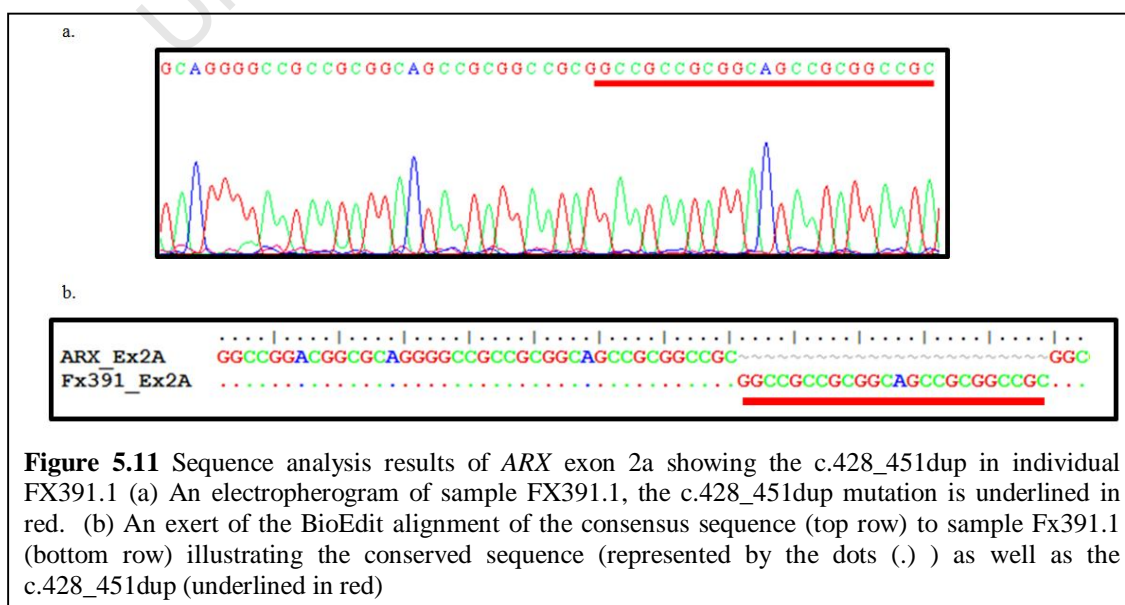 a.
GCAGGGGCCGCCGCGGCAGCCGCGGCCGCGGCCGCCGCGGCAGCCGCGGCCGC
b.
....|....|....|....|....|....|....|....|....|....|....|....|....|..
ARX_Ex2A GGCCGGACGGCGCAGGGGCCGCCGCGGCAGCCGCGGCCGC~~~~~~~~~~~~~~~~~~~~~~~~GGC
Fx391_Ex2A ........................................GGCCGCCGCGGCAGCCGCGGCCGC...
Figure 5.11 Sequence analysis results of ARX exon 2a showing the c.428_451dup in individual
FX391.1 (a) An electropherogram of sample FX391.1, the c.428_451dup mutation is underlined in
red. (b) An exert of the BioEdit alignment of the consensus sequence (top row) to sample Fx391.1
(bottom row) illustrating the conserved sequence (represented by the dots (.) ) as well as the
c.428_451dup (underlined in red)